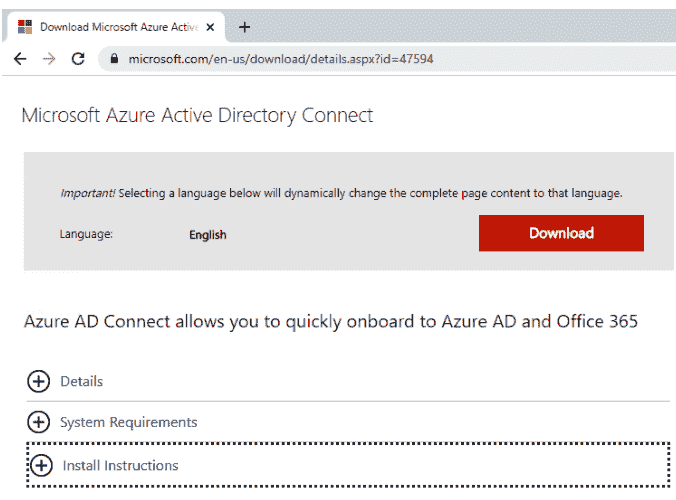 Download Microsoft Azure Active
microsoft.com/en-us/download/details.aspx?id=47594
Microsoft Azure Active Directory Connect
Important! Selecting a language below will dynamically change the complete page content to that language.
Language: English Download
Azure AD Connect allows you to quickly onboard to Azure AD and Office 365
Details
System Requirements
Install Instructions